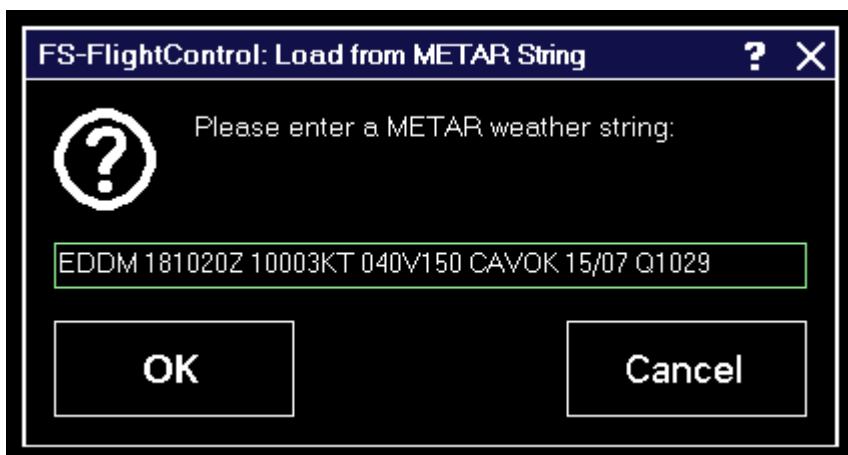 FS-FlightControl: Load from METAR String ? X
Please enter a METAR weather string:
EDDM 181020Z 10003KT 040V150 CAVOK 15/07 Q1029
OK Cancel